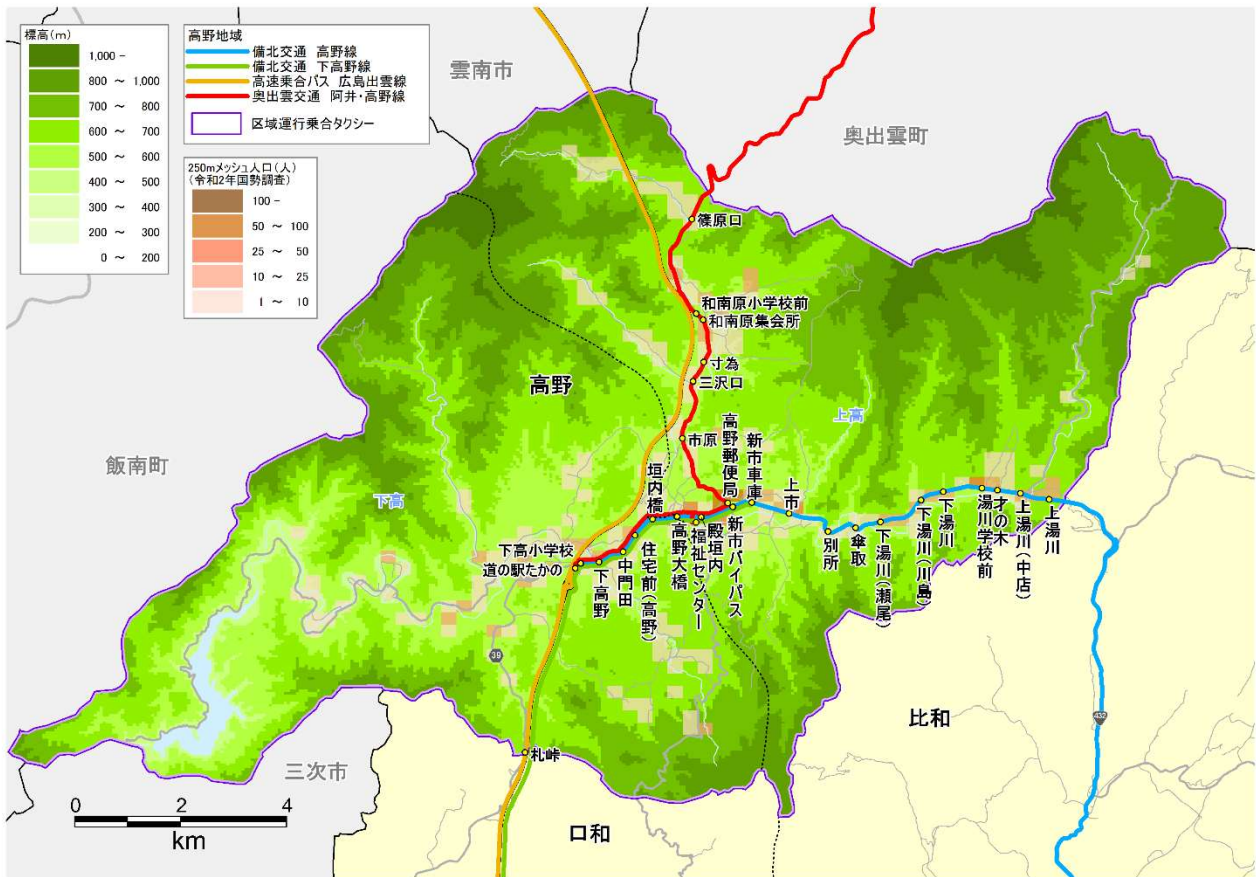 標高(m)
1,000 -
800 ～ 1,000
700 ～ 800
600 ～ 700
500 ～ 600
400 ～ 500
300 ～ 400
200 ～ 300
0 ～ 200
高野地域
備北交通 高野線
備北交通 下高野線
高速乗合バス 広島出雲線
奥出雲交通 阿井・高野線
区域運行乗合タクシー
250mメッシュ人口(人)
(令和2年国勢調査)
100 -
50 ～ 100
25 ～ 50
10 ～ 25
1 ～ 10
雲南市
奥出雲町
篠原口
和南原小学校前
和南原集会所
寸為
三沢口
高野
上高
市原
飯南町
下高
垣内橋
高野郵便局
新市車庫
上市
下高小学校
道の駅たかの
下高野
中門田
住宅前(高野)
高野大橋
福祉センター
殿垣内
新市バイパス
別所
傘取
下湯川(瀬尾)
下湯川(川島)
下湯川
湯川学校前
才の木
上湯川(中店)
上湯川
39
432
比和
札峠
三次市
口和
0 2 4
km